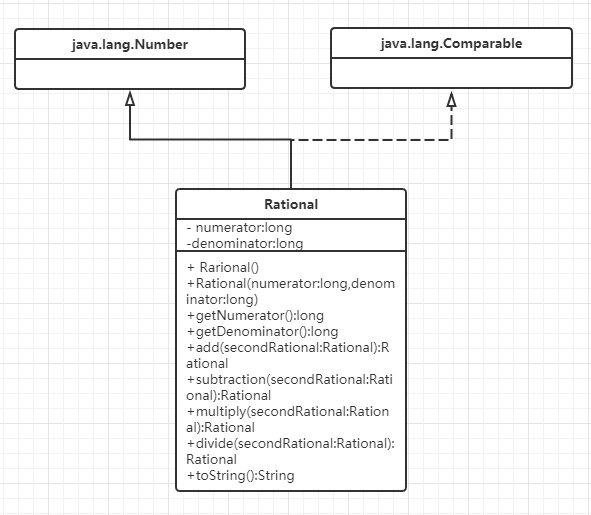 java.lang.Number
java.lang.Comparable
Rational
- numerator:long
-denominator:long
+ Rarional()
+Rational(numerator:long,denom
inator:long)
+getNumerator():long
+getDenominator():long
+add(secondRational:Rational):R
ational
+subtraction(secondRational:Rati
onal):Rational
+multiply(secondRational:Ration
al):Rational
+divide(secondRational:Rational):
Rational
+toString():String